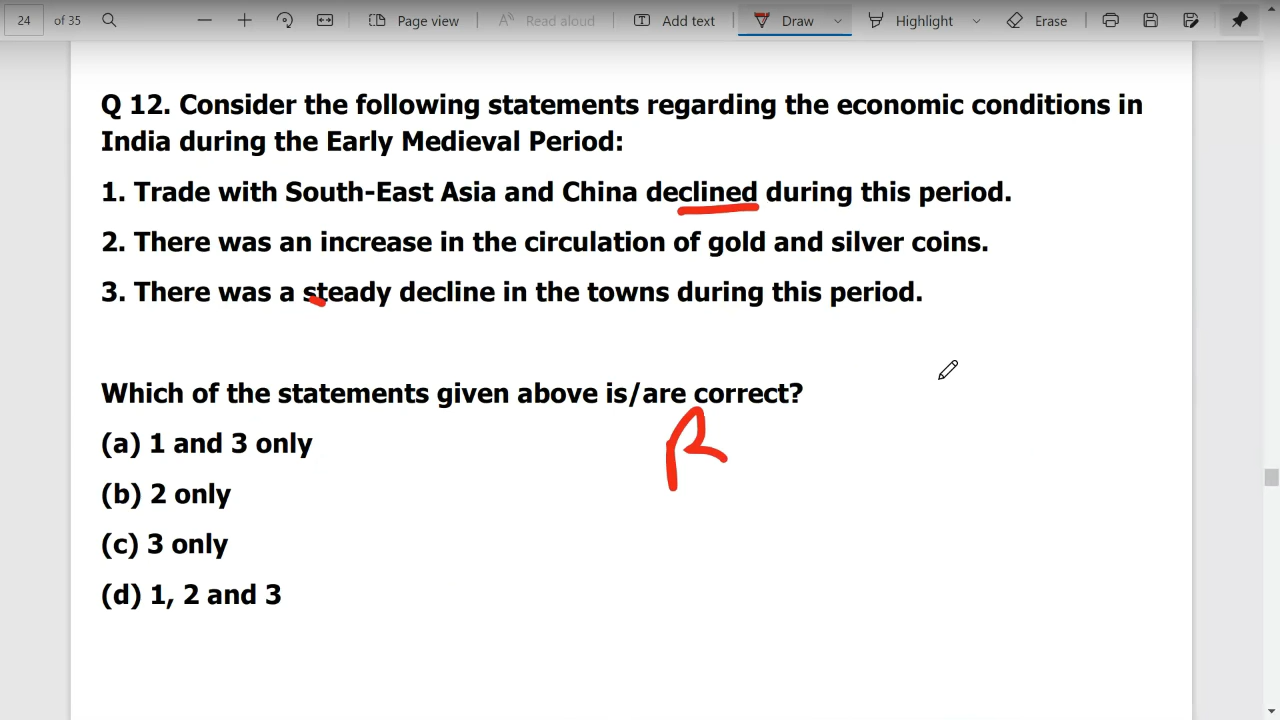 24 of 35 Page view Read aloud Add text Draw Highlight Erase
Q 12. Consider the following statements regarding the economic conditions in
India during the Early Medieval Period:
1. Trade with South-East Asia and China declined during this period.
2. There was an increase in the circulation of gold and silver coins.
3. There was a steady decline in the towns during this period.
Which of the statements given above is/are correct?
(a) 1 and 3 only
(b) 2 only
(c) 3 only
(d) 1, 2 and 3